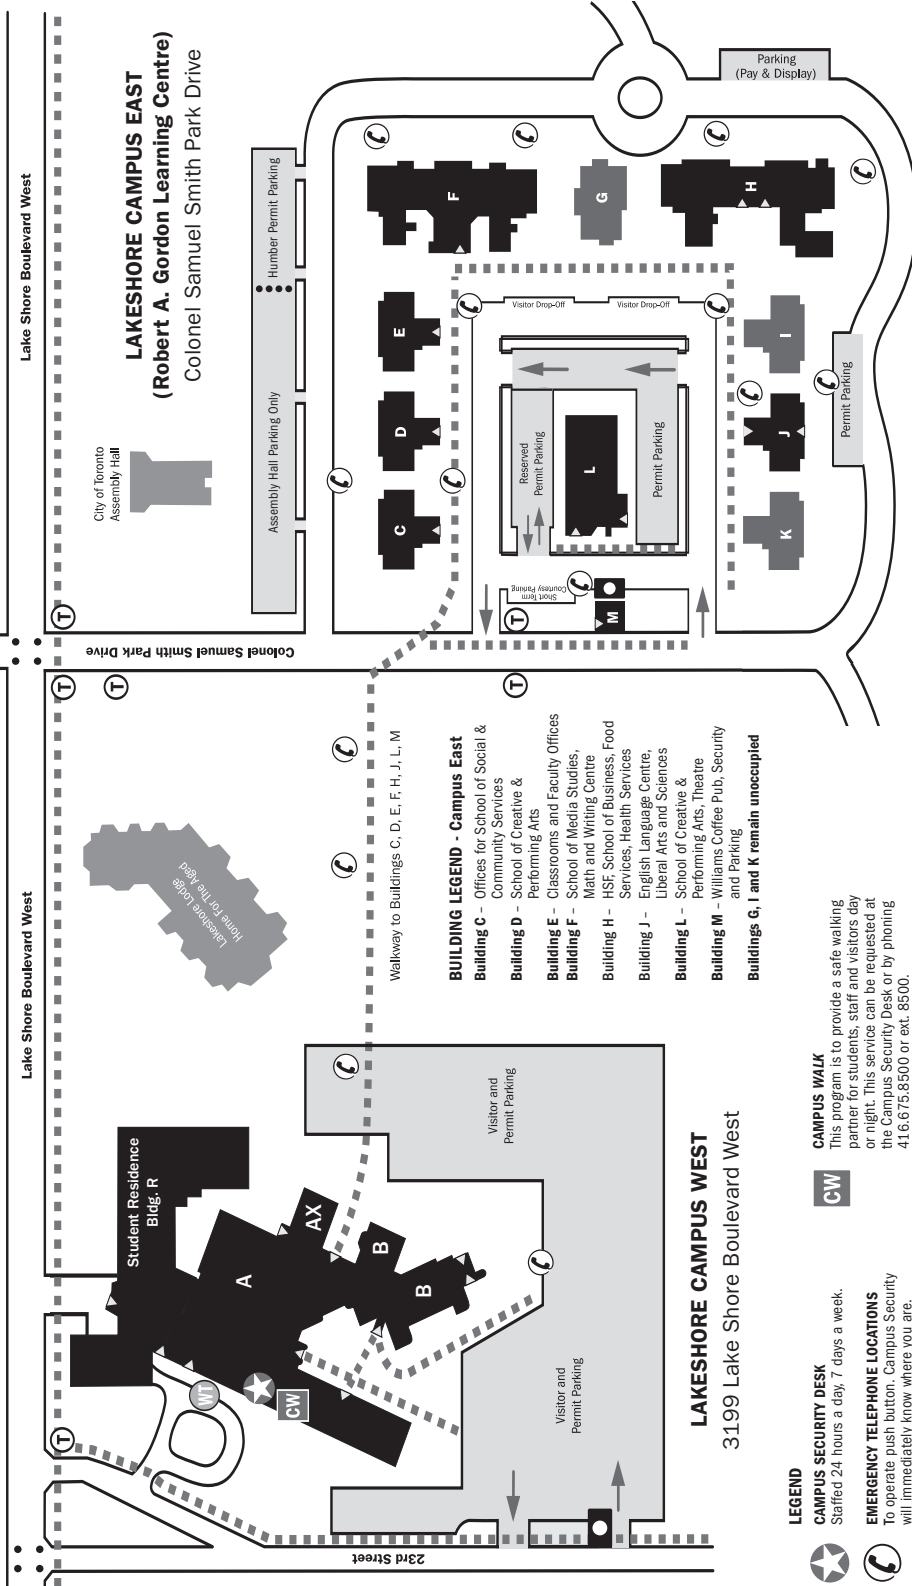 Lake Shore Boulevard West
Lake Shore Boulevard West
LAKESHORE CAMPUS EAST
(Robert A. Gordon Learning Centre)
Colonel Samuel Smith Park Drive
City of Toronto
Assembly Hall
Assembly Hall Parking Only
Humber Permit Parking
Parking
(Pay & Display)
T
T
T
T
T
T
Colonel Samuel Smith Park Drive
C
D
E
F
G
H
I
J
K
L
M
Visitor Drop-Off
Visitor Drop-Off
Reserved
Permit Parking
Permit Parking
Short Term
Courtesy Parking
Permit Parking
Lakeshore Lodge
Home For The Aged
Walkway to Buildings C, D, E, F, H, J, L, M
BUILDING LEGEND - Campus East
Building C – Offices for School of Social &
Community Services
Building D – School of Creative &
Performing Arts
Building E – Classrooms and Faculty Offices
Building F – School of Media Studies,
Math and Writing Centre
Building H – HSF, School of Business, Food
Services, Health Services
Building J – English Language Centre,
Liberal Arts and Sciences
Building L – School of Creative &
Performing Arts, Theatre
Building M – Williams Coffee Pub, Security
and Parking
Buildings G, I and K remain unoccupied
Student Residence
Bldg. R
A
AX
B
B
WT
CW
Visitor and
Permit Parking
Visitor and
Permit Parking
23rd Street
LAKESHORE CAMPUS WEST
3199 Lake Shore Boulevard West
LEGEND
CAMPUS SECURITY DESK
Staffed 24 hours a day, 7 days a week.
EMERGENCY TELEPHONE LOCATIONS
To operate push button. Campus Security
will immediately know where you are.
CW
CAMPUS WALK
This program is to provide a safe walking
partner for students, staff and visitors day
or night. This service can be requested at
the Campus Security Desk or by phoning
416.675.8500 or ext. 8500.